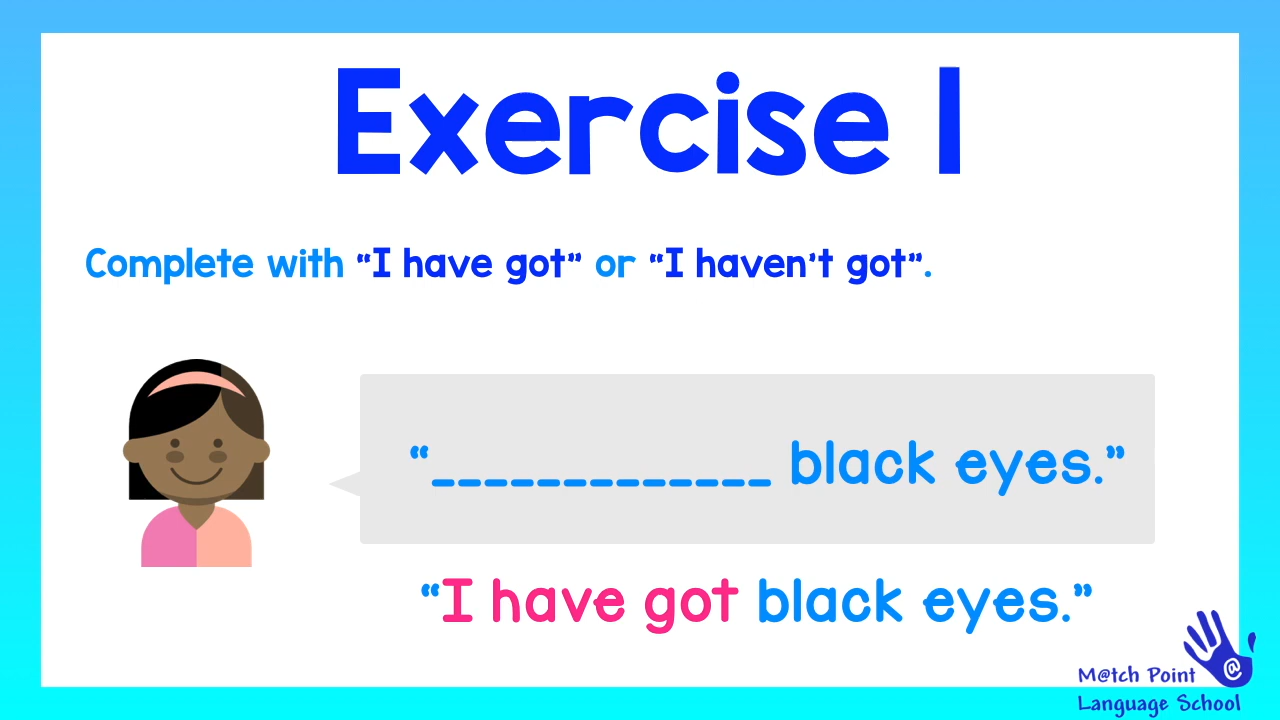 Exercise 1
Complete with “I have got” or “I haven't got”.
“_____________ black eyes.”
“I have got black eyes.”
M@tch Point
@
Language School